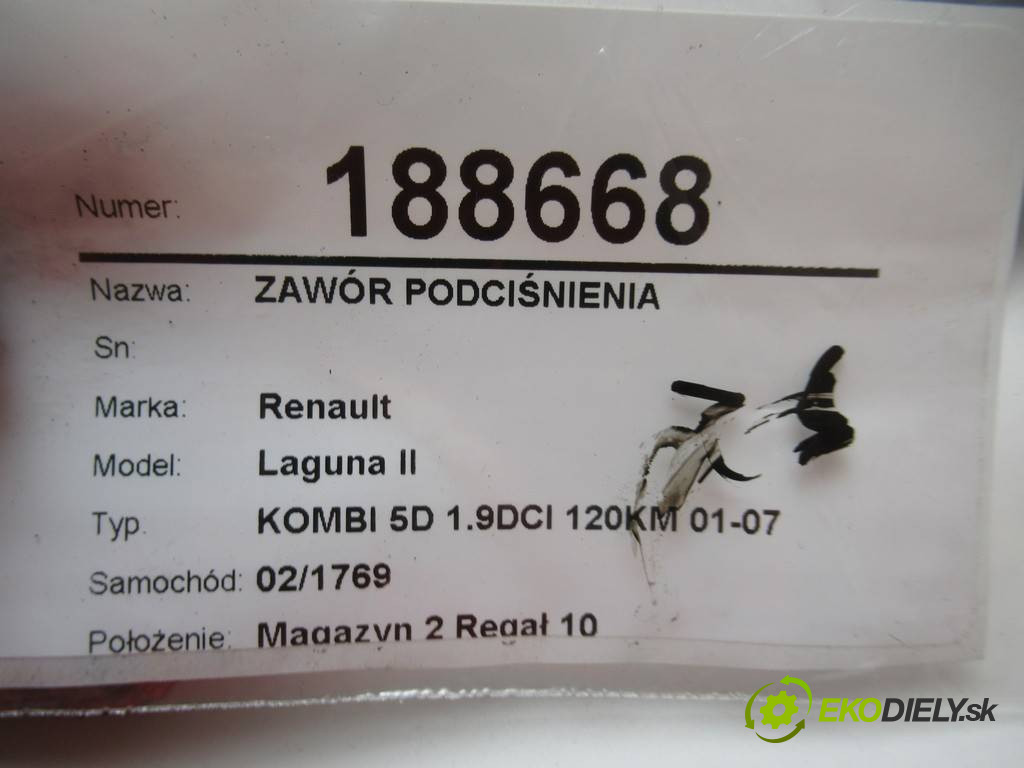 Numer: 188668
Nazwa: ZAWÓR PODCIŚNIENIA
Sn:
Marka: Renault
Model: Laguna II
Typ. KOMBI 5D 1.9DCI 120KM 01-07
Samochód: 02/1769
Położenie: Magazyn 2 Regał 10
EKODIELY.sk